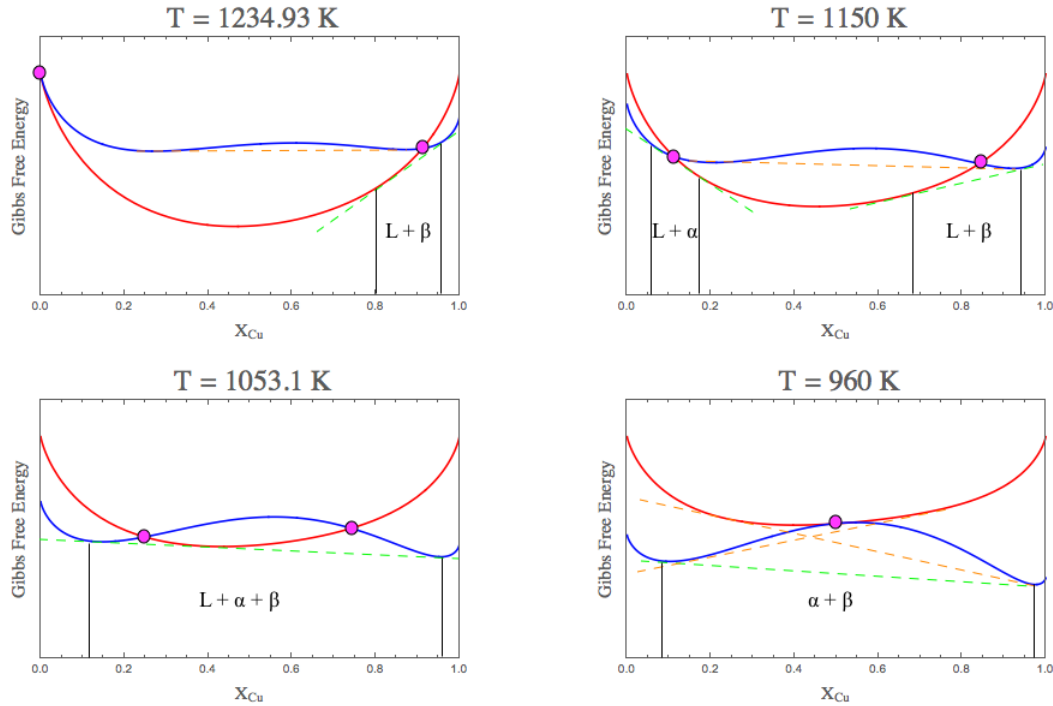 T = 1234.93 K
Gibbs Free Energy
L + β
0.0 0.2 0.4 0.6 0.8 1.0
XCu
T = 1150 K
Gibbs Free Energy
L + α
L + β
0.0 0.2 0.4 0.6 0.8 1.0
XCu
T = 1053.1 K
Gibbs Free Energy
L + α + β
0.0 0.2 0.4 0.6 0.8 1.0
XCu
T = 960 K
Gibbs Free Energy
α + β
0.0 0.2 0.4 0.6 0.8 1.0
XCu